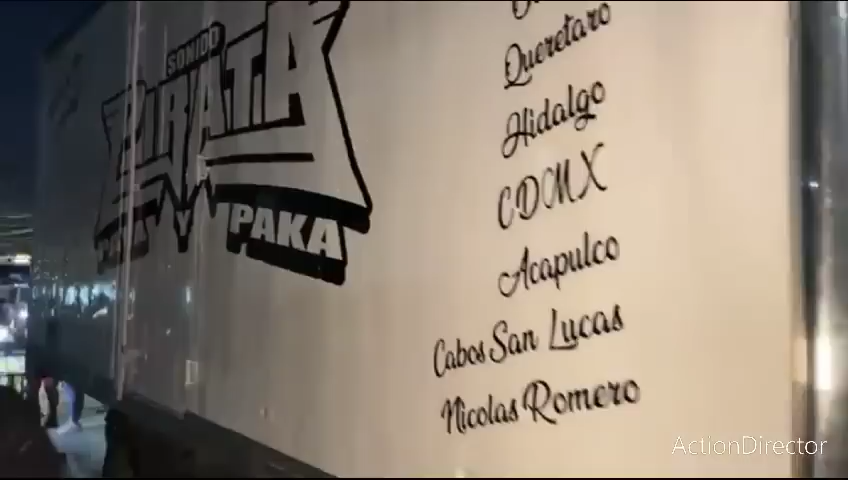 SONIDO
PIRATA
Y PAKA
Queretaro
Hidalgo
CDMX
Acapulco
Cabos San Lucas
Nicolas Romero
ActionDirector